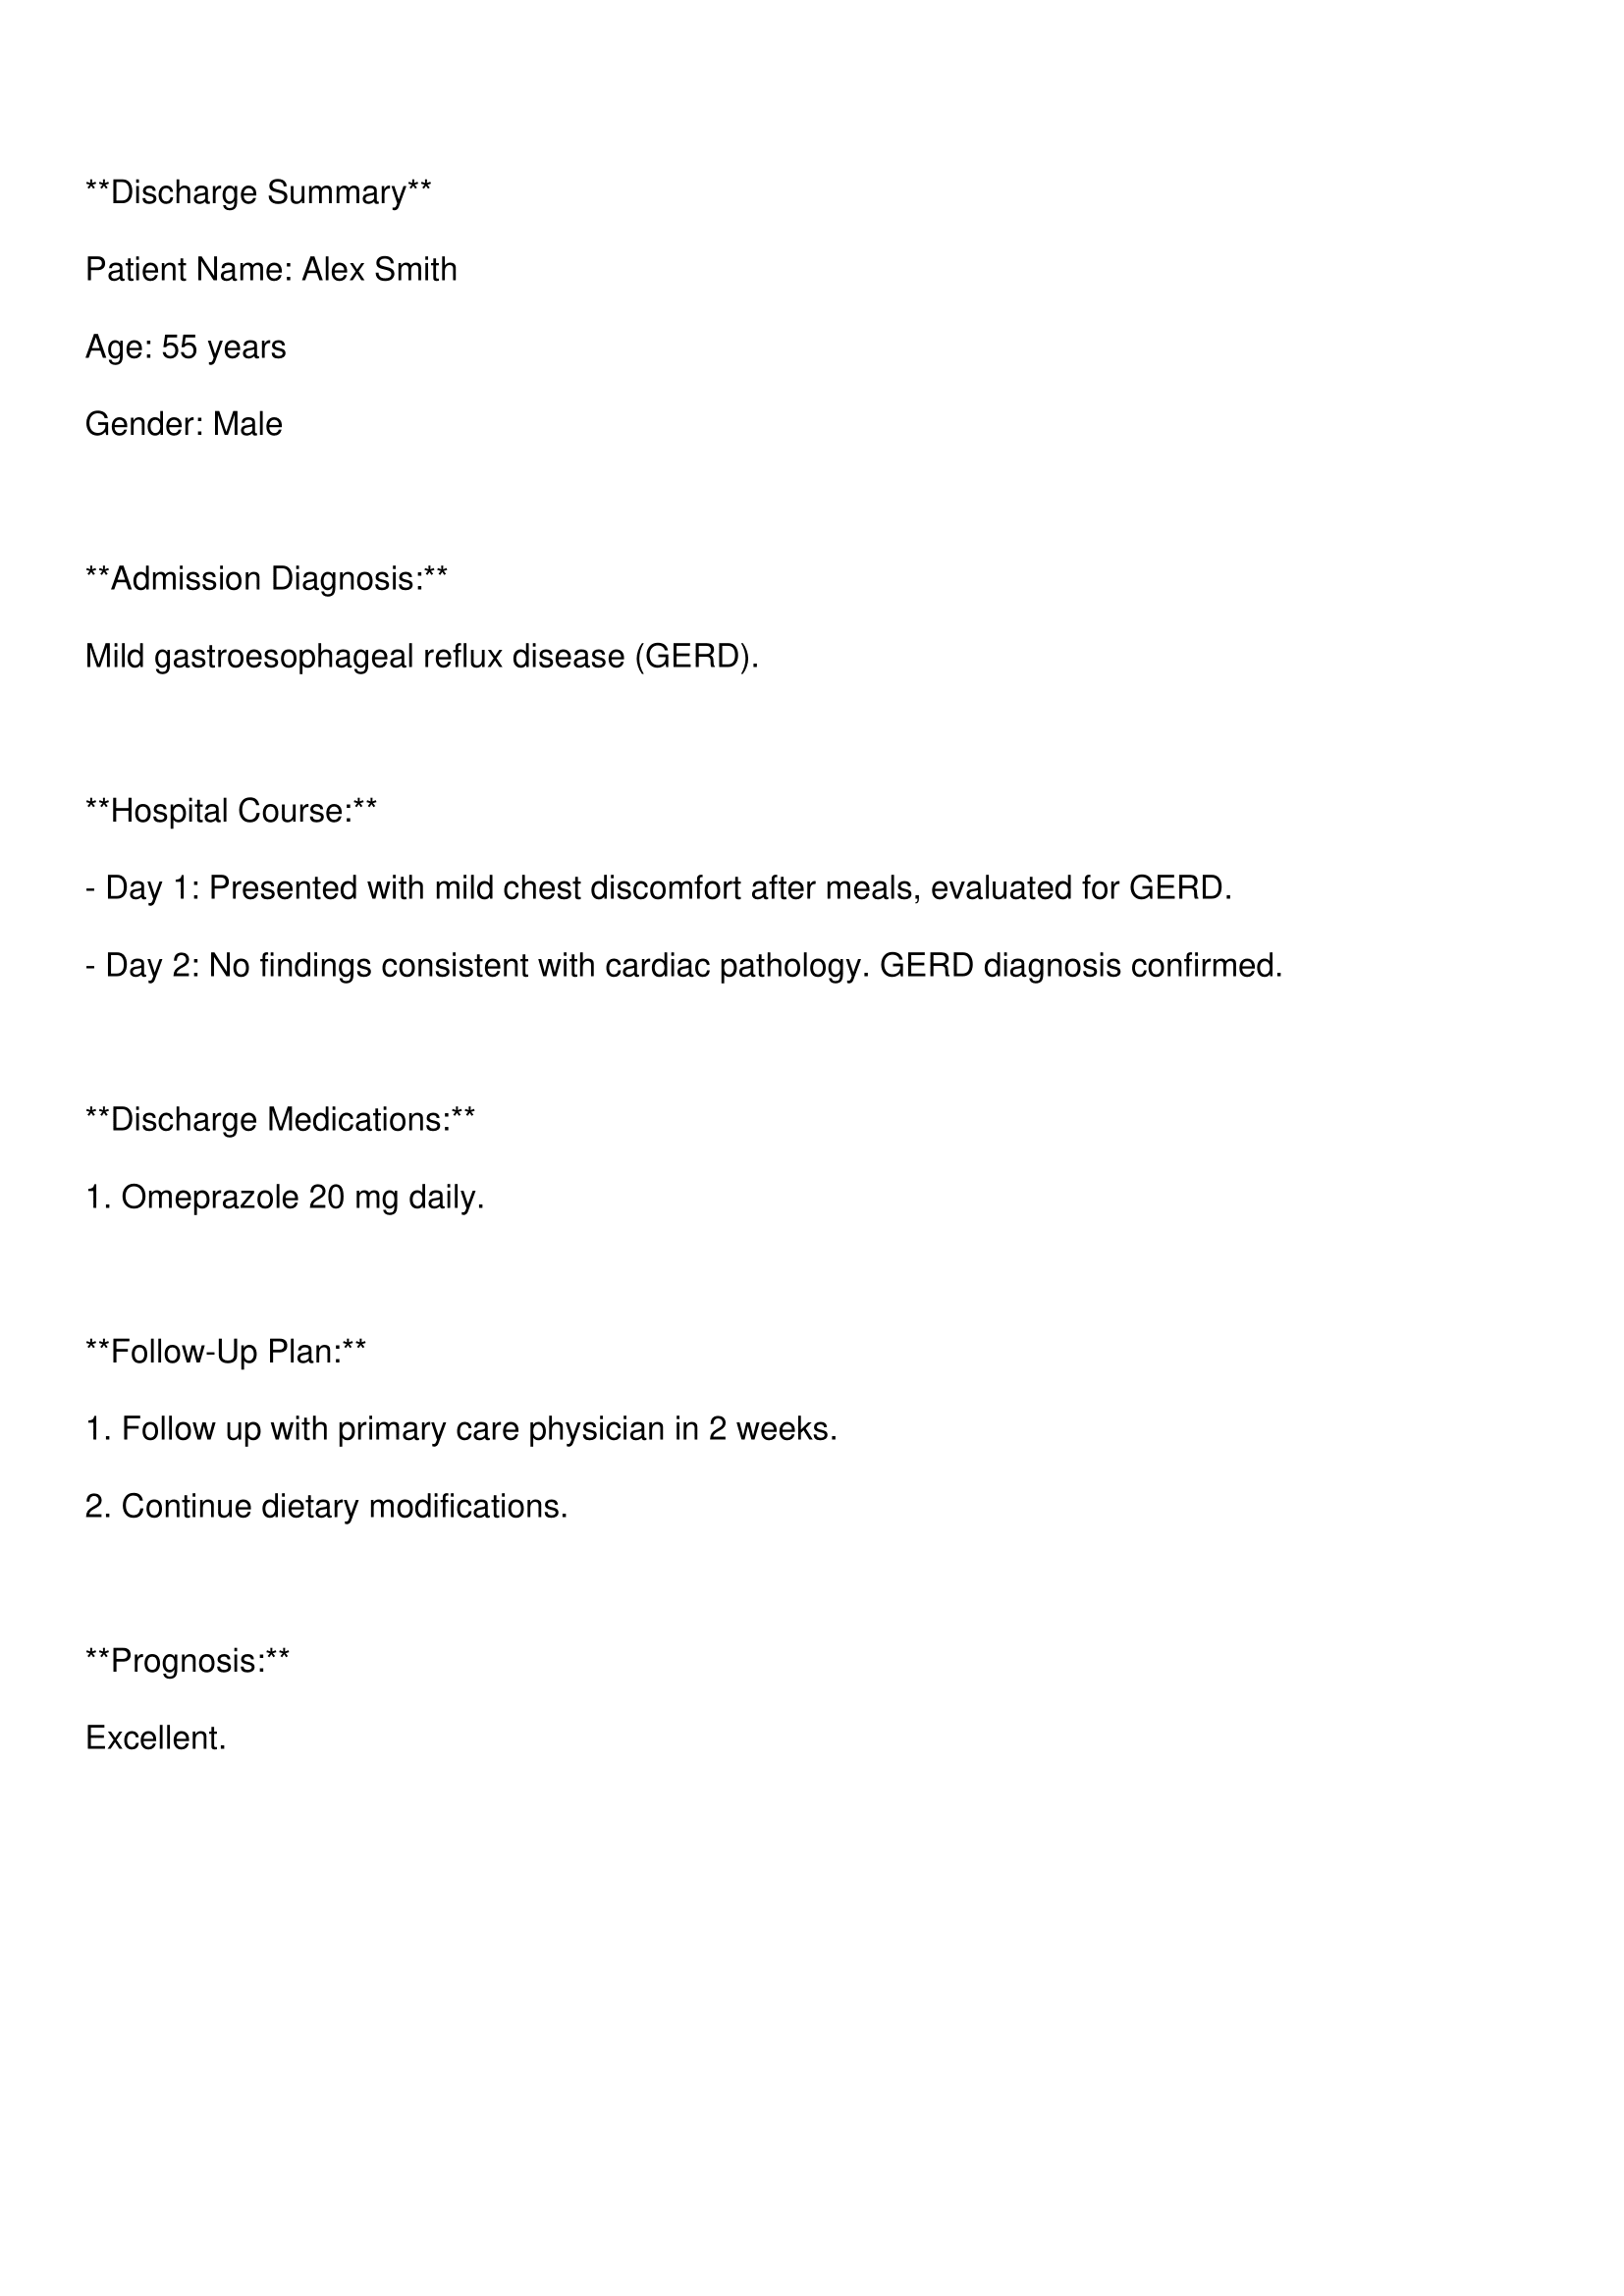 **Discharge Summary**
Patient Name: Alex Smith
Age: 55 years
Gender: Male
**Admission Diagnosis:**
Mild gastroesophageal reflux disease (GERD).
**Hospital Course:**
- Day 1: Presented with mild chest discomfort after meals, evaluated for GERD.
- Day 2: No findings consistent with cardiac pathology. GERD diagnosis confirmed.
**Discharge Medications:**
1. Omeprazole 20 mg daily.
**Follow-Up Plan:**
1. Follow up with primary care physician in 2 weeks.
2. Continue dietary modifications.
**Prognosis:**
Excellent.